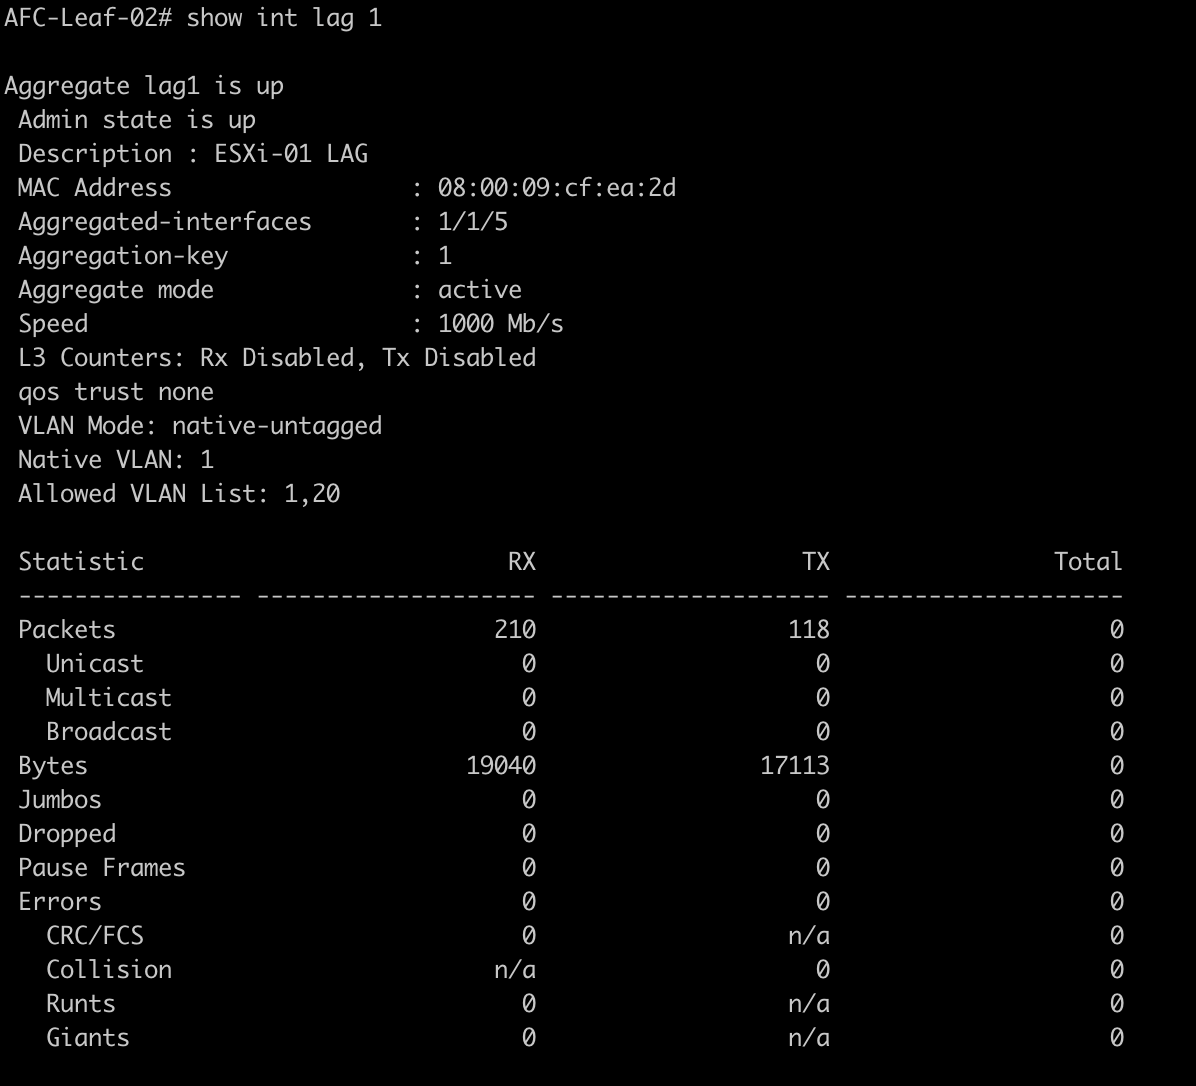 AFC-Leaf-02# show int lag 1
Aggregate lag1 is up
Admin state is up
Description : ESXi-01 LAG
MAC Address                 : 08:00:09:cf:ea:2d
Aggregated-interfaces       : 1/1/5
Aggregation-key             : 1
Aggregate mode              : active
Speed                       : 1000 Mb/s
L3 Counters: Rx Disabled, Tx Disabled
qos trust none
VLAN Mode: native-untagged
Native VLAN: 1
Allowed VLAN List: 1,20
Statistic                          RX                   TX                Total
---------------- -------------------- -------------------- --------------------
Packets                           210                  118                    0
Unicast                             0                    0                    0
Multicast                           0                    0                    0
Broadcast                           0                    0                    0
Bytes                           19040                17113                    0
Jumbos                              0                    0                    0
Dropped                             0                    0                    0
Pause Frames                        0                    0                    0
Errors                              0                    0                    0
CRC/FCS                             0                  n/a                    0
Collision                         n/a                    0                    0
Runts                               0                  n/a                    0
Giants                              0                  n/a                    0